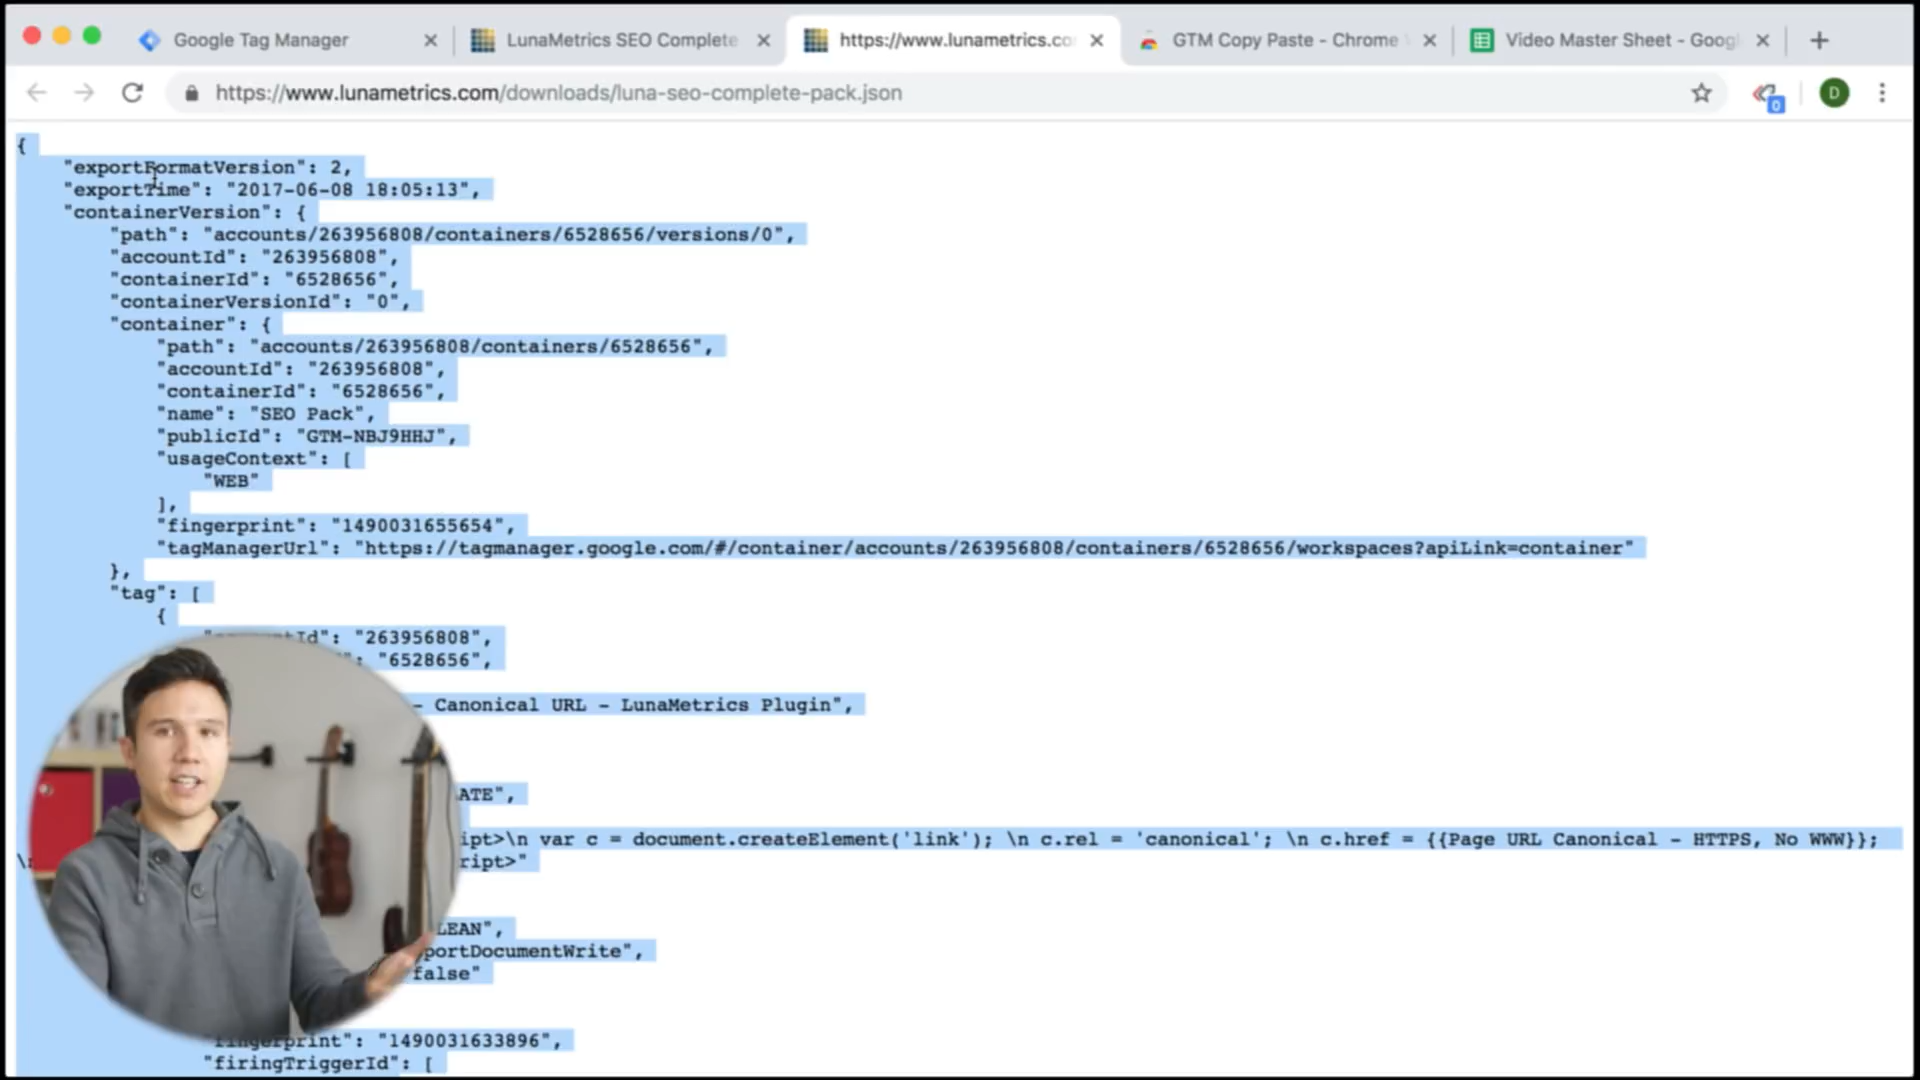 Google Tag Manager
LunaMetrics SEO Complete
https://www.lunametrics.co
GTM Copy Paste - Chrome
Video Master Sheet - Googl
https://www.lunametrics.com/downloads/luna-seo-complete-pack.json
0
D
{
"exportFormatVersion": 2,
"exportTime": "2017-06-08 18:05:13",
"containerVersion": {
"path": "accounts/263956808/containers/6528656/versions/0",
"accountId": "263956808",
"containerId": "6528656",
"containerVersionId": "0",
"container": {
"path": "accounts/263956808/containers/6528656",
"accountId": "263956808",
"containerId": "6528656",
"name": "SEO Pack",
"publicId": "GTM-NBJ9HHJ",
"usageContext": [
"WEB"
],
"fingerprint": "1490031655654",
"tagManagerUrl": "https://tagmanager.google.com/#/container/accounts/263956808/containers/6528656/workspaces?apiLink=container"
},
"tag": [
{
Id": "263956808",
": "6528656",
- Canonical URL - LunaMetrics Plugin",
ATE",
ipt>\n var c = document.createElement('link'); \n c.rel = 'canonical'; \n c.href = {{Page URL Canonical - HTTPS, No WWW}};
ript>"
LEAN",
portDocumentWrite",
false"
"fingerprint": "1490031633896",
"firingTriggerId": [